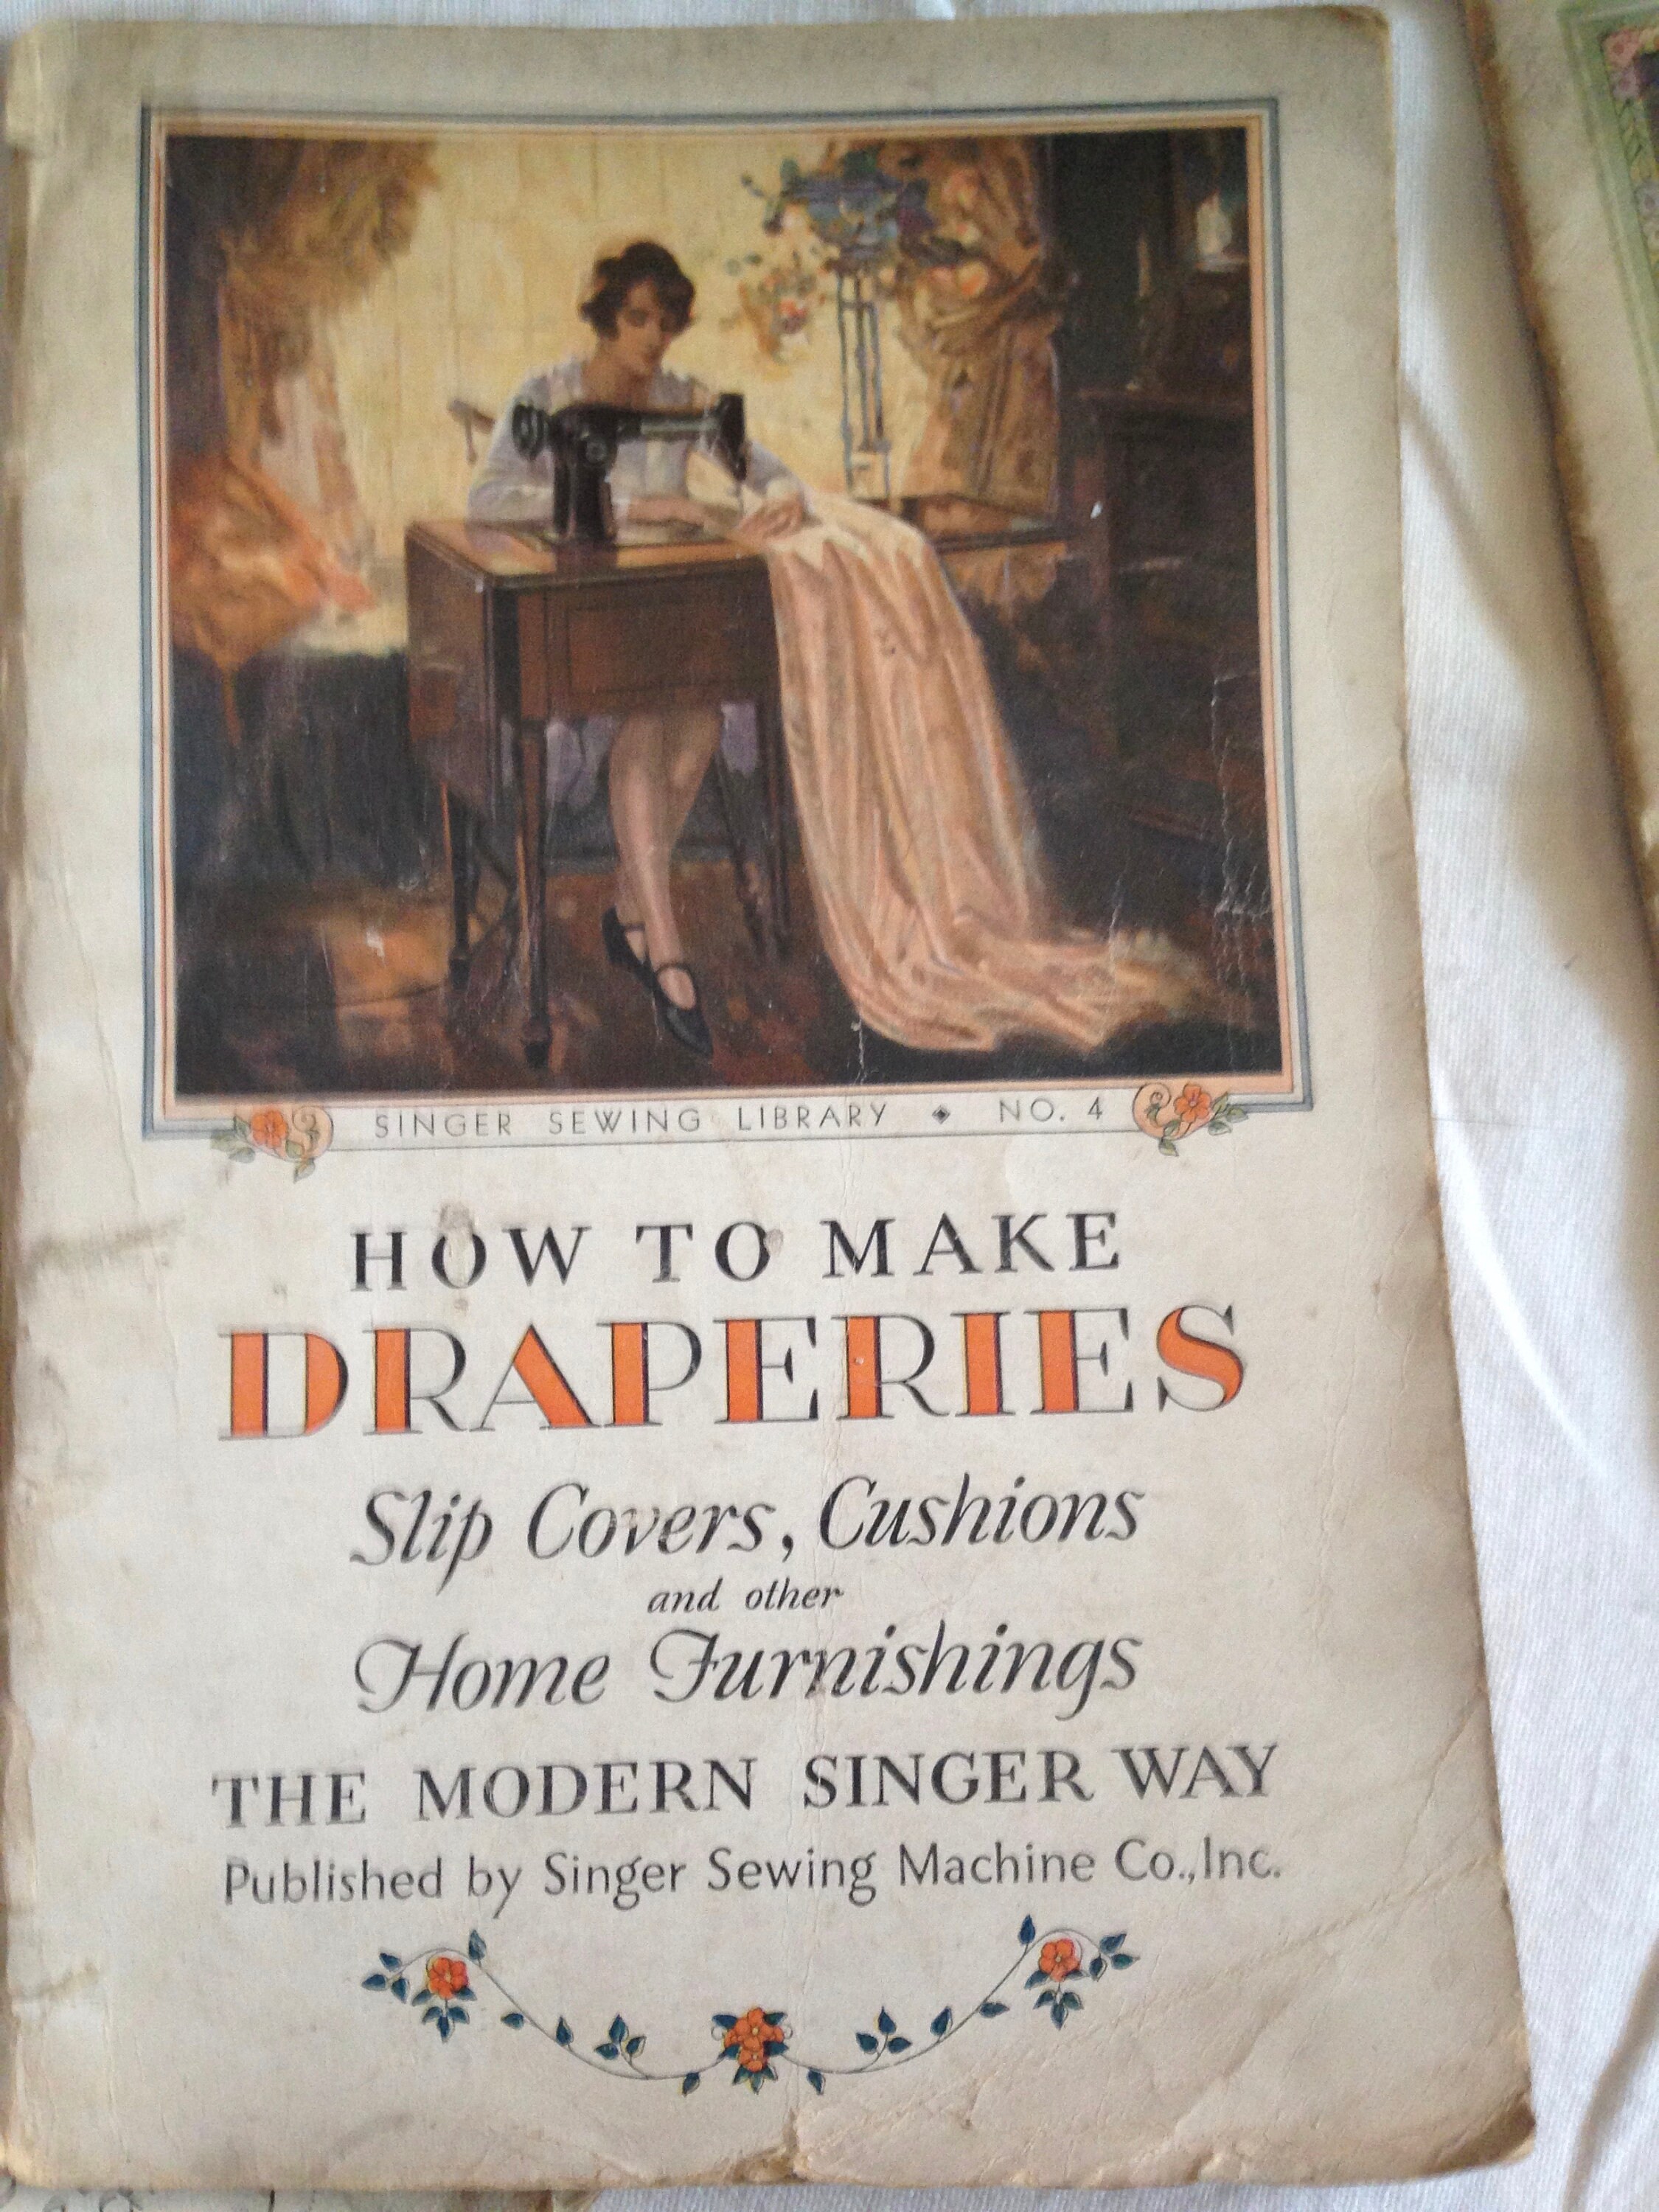 SINGER SEWING LIBRARY ◆ NO. 4
HOW TO MAKE
DRAPERIES
Slip Covers, Cushions
and other
Home Furnishings
THE MODERN SINGER WAY
Published by Singer Sewing Machine Co., Inc.